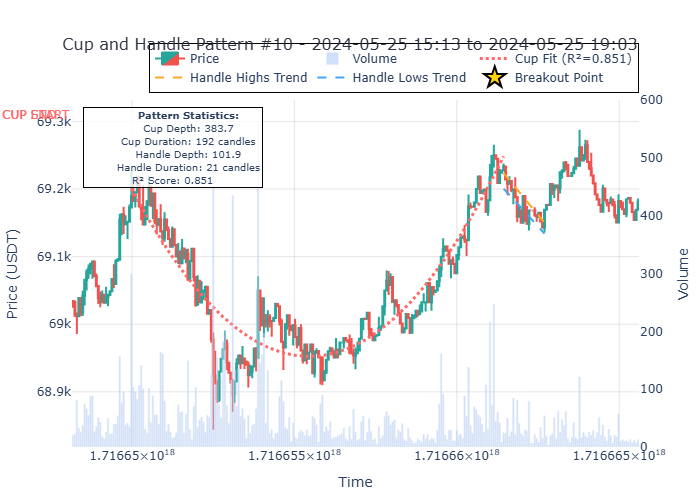 Cup and Handle Pattern #10 - 2024-05-25 15:13 to 2024-05-25 19:03
Price
Volume
Cup Fit (R²=0.851)
Handle Highs Trend
Handle Lows Trend
Breakout Point
CUP START
Pattern Statistics:
Cup Depth: 383.7
Cup Duration: 192 candles
Handle Depth: 101.9
Handle Duration: 21 candles
R² Score: 0.851
69.3k
69.2k
69.1k
69k
68.9k
Price (USDT)
600
500
400
300
200
100
0
Volume
1.716665×10¹⁸
1.716655×10¹⁸
1.71666×10¹⁸
1.716665×10¹⁸
Time